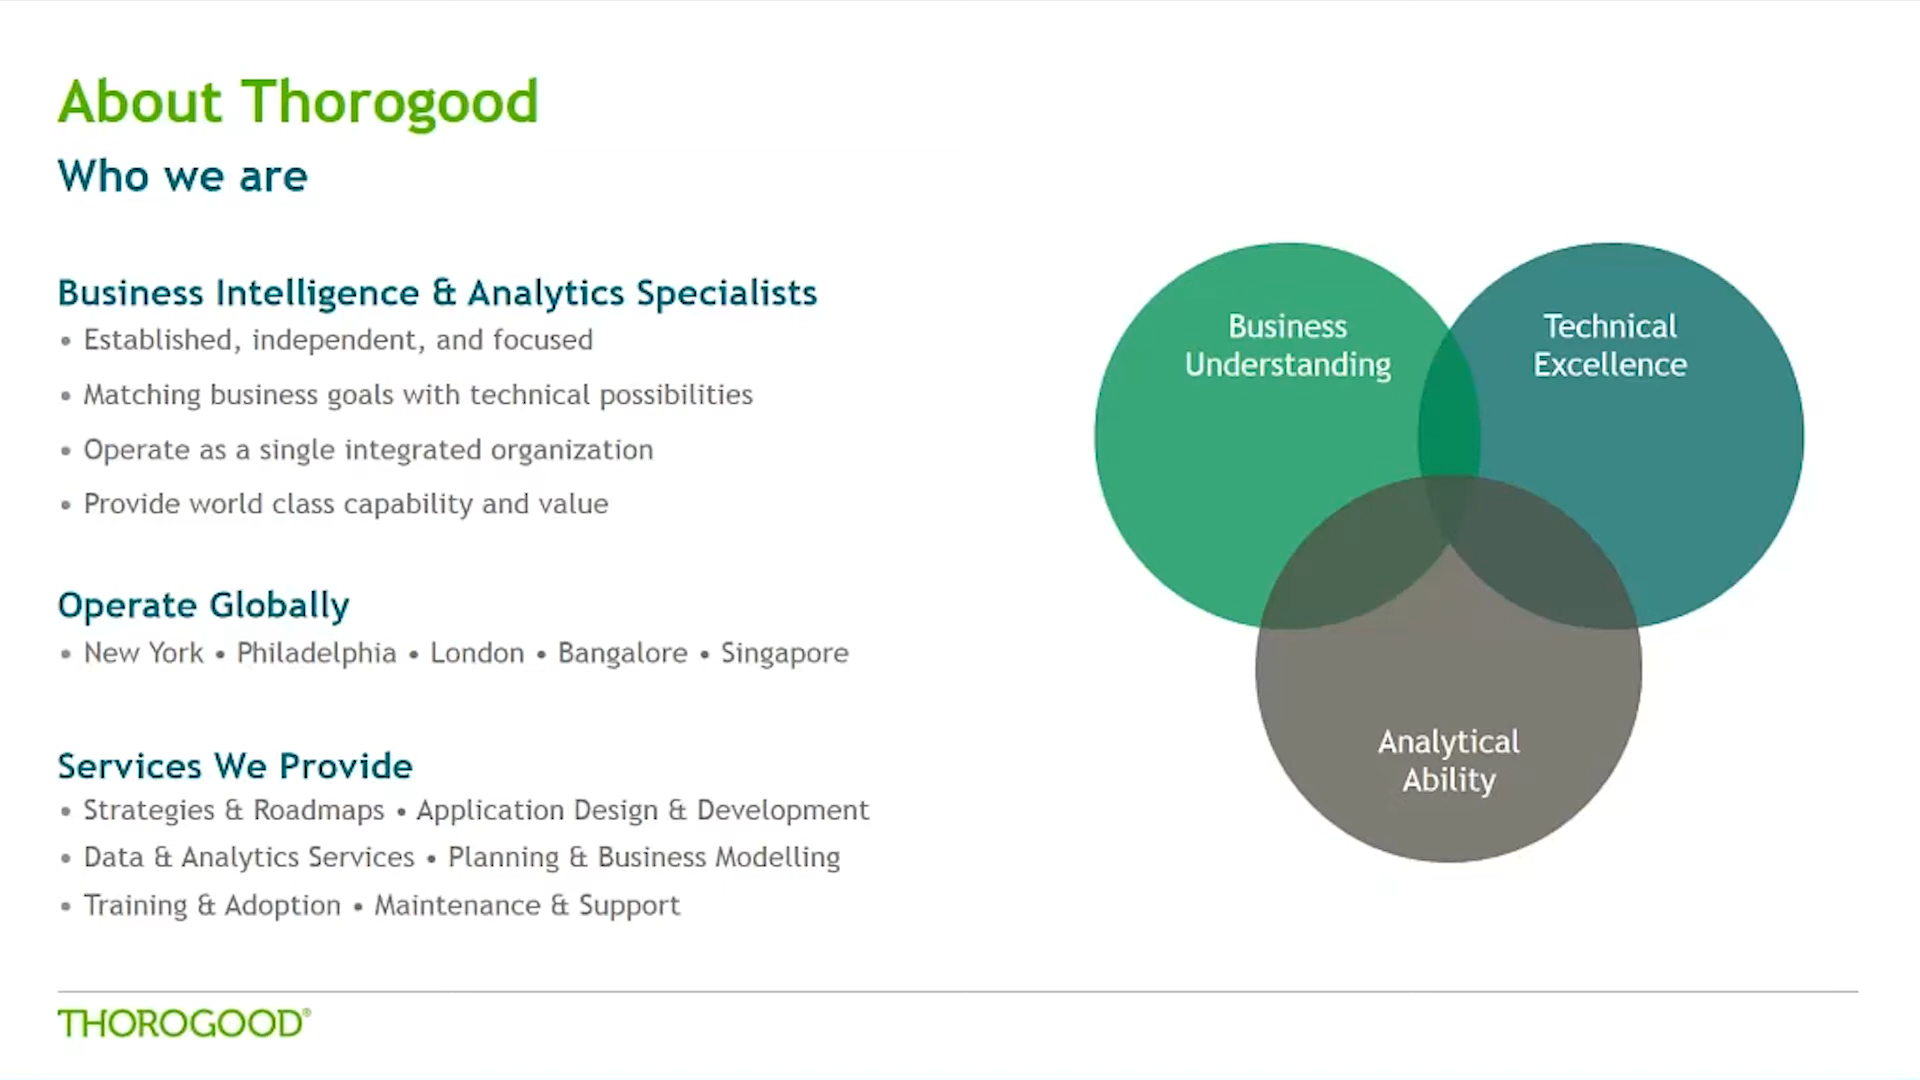 About Thorogood
Who we are
Business Intelligence & Analytics Specialists
• Established, independent, and focused
• Matching business goals with technical possibilities
• Operate as a single integrated organization
• Provide world class capability and value
Operate Globally
• New York • Philadelphia • London • Bangalore • Singapore
Services We Provide
• Strategies & Roadmaps • Application Design & Development
• Data & Analytics Services • Planning & Business Modelling
• Training & Adoption • Maintenance & Support
Business
Understanding
Technical
Excellence
Analytical
Ability
THOROGOOD®